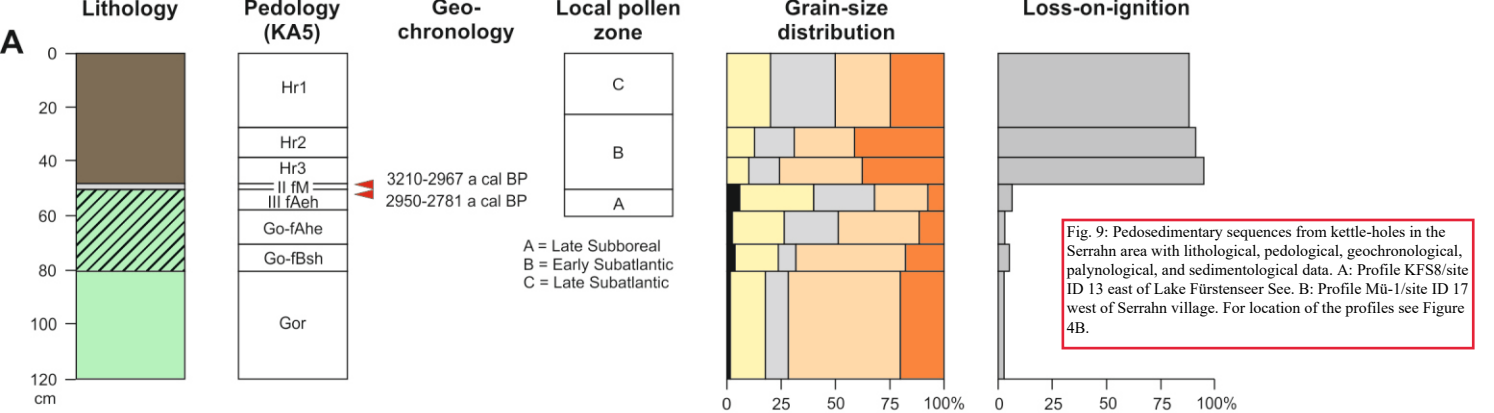 Lithology
Pedology
(KA5)
Geo-
chronology
Local pollen
zone
Grain-size
distribution
Loss-on-ignition
A
0
20
40
60
80
100
120
cm
Hr1
Hr2
Hr3
II fM
III fAeh
Go-fAhe
Go-fBsh
Gor
3210-2967 a cal BP
2950-2781 a cal BP
C
B
A
A = Late Subboreal
B = Early Subatlantic
C = Late Subatlantic
0 25 50 75 100%
0 25 50 75 100%
Fig. 9: Pedosedimentary sequences from kettle-holes in the
Serrahn area with lithological, pedological, geochronological,
palynological, and sedimentological data. A: Profile KFS8/site
ID 13 east of Lake Fürstenseer See. B: Profile Mü-1/site ID 17
west of Serrahn village. For location of the profiles see Figure
4B.